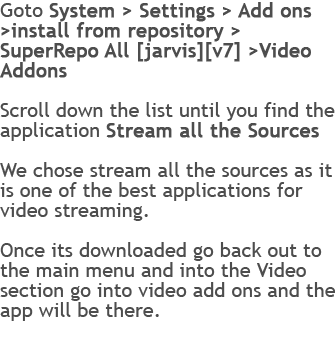 Goto System > Settings > Add ons
>install from repository >
SuperRepo All [jarvis][v7] >Video
Addons
Scroll down the list until you find the
application Stream all the Sources
We chose stream all the sources as it
is one of the best applications for
video streaming.
Once its downloaded go back out to
the main menu and into the Video
section go into video add ons and the
app will be there.